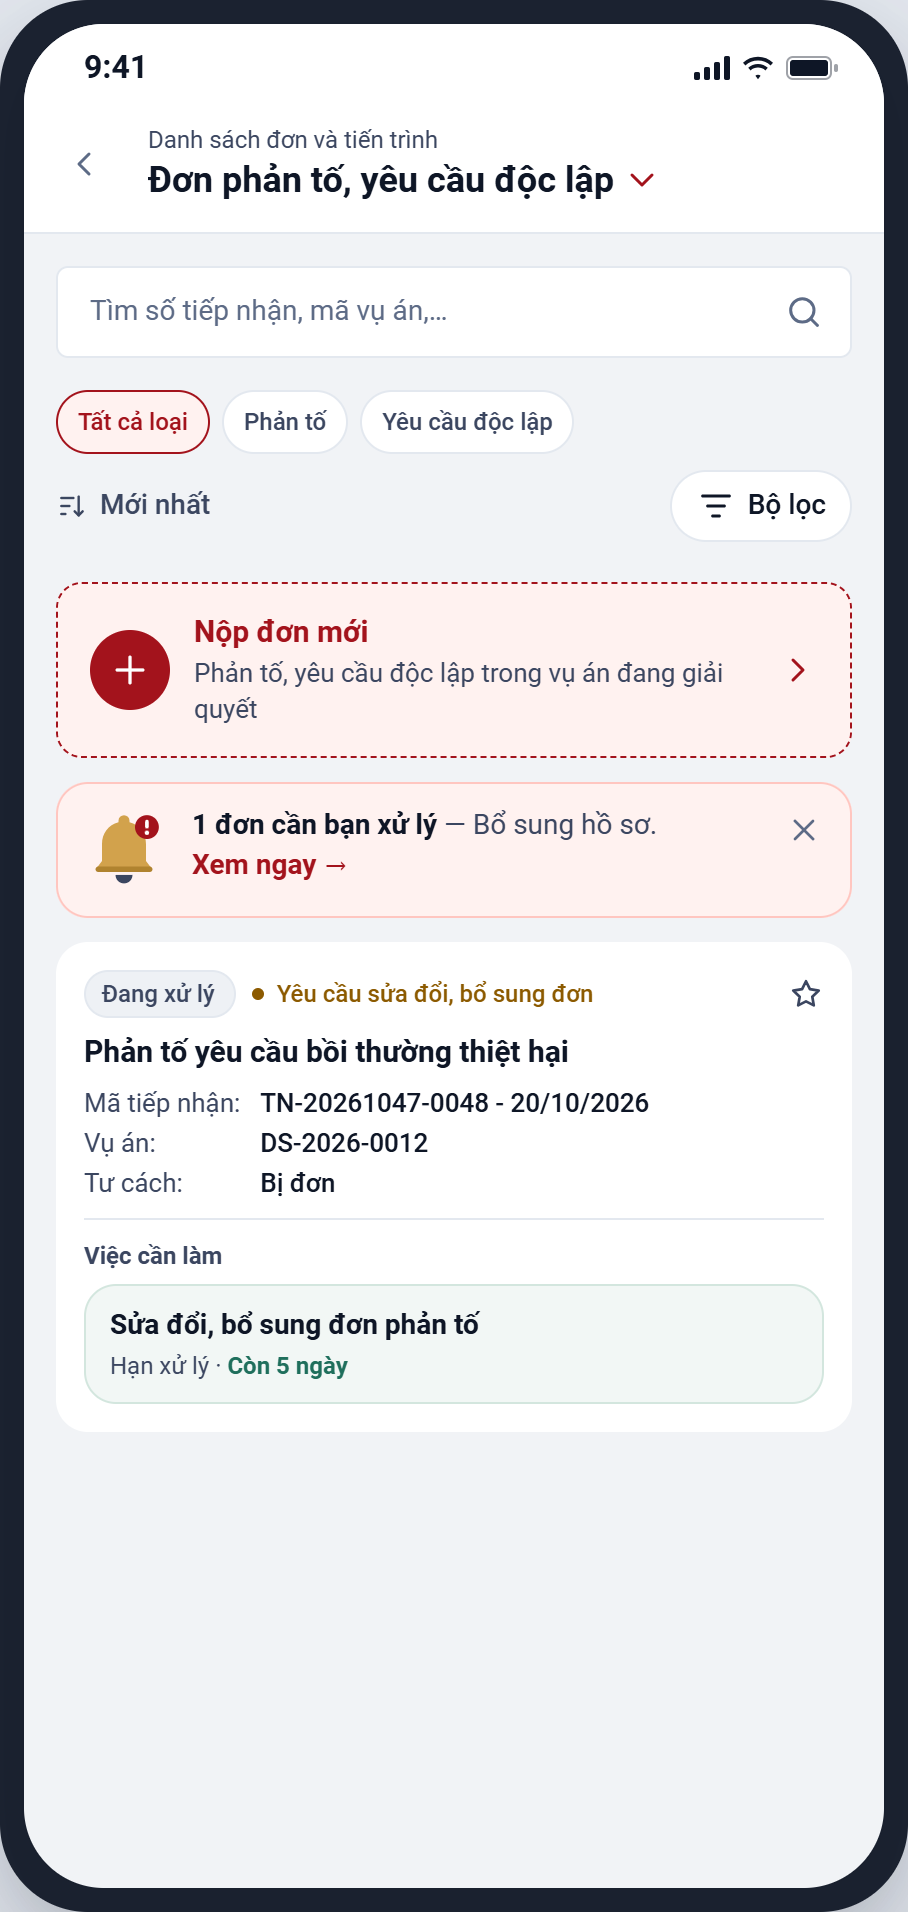 9:41
Danh sách đơn và tiến trình
Đơn phản tố, yêu cầu độc lập
Tìm số tiếp nhận, mã vụ án,...
Tất cả loại
Phản tố
Yêu cầu độc lập
Mới nhất
Bộ lọc
Nộp đơn mới
Phản tố, yêu cầu độc lập trong vụ án đang giải
quyết
1 đơn cần bạn xử lý — Bổ sung hồ sơ.
Xem ngay →
Đang xử lý
Yêu cầu sửa đổi, bổ sung đơn
Phản tố yêu cầu bồi thường thiệt hại
Mã tiếp nhận: TN-20261047-0048 - 20/10/2026
Vụ án: DS-2026-0012
Tư cách: Bị đơn
Việc cần làm
Sửa đổi, bổ sung đơn phản tố
Hạn xử lý · Còn 5 ngày